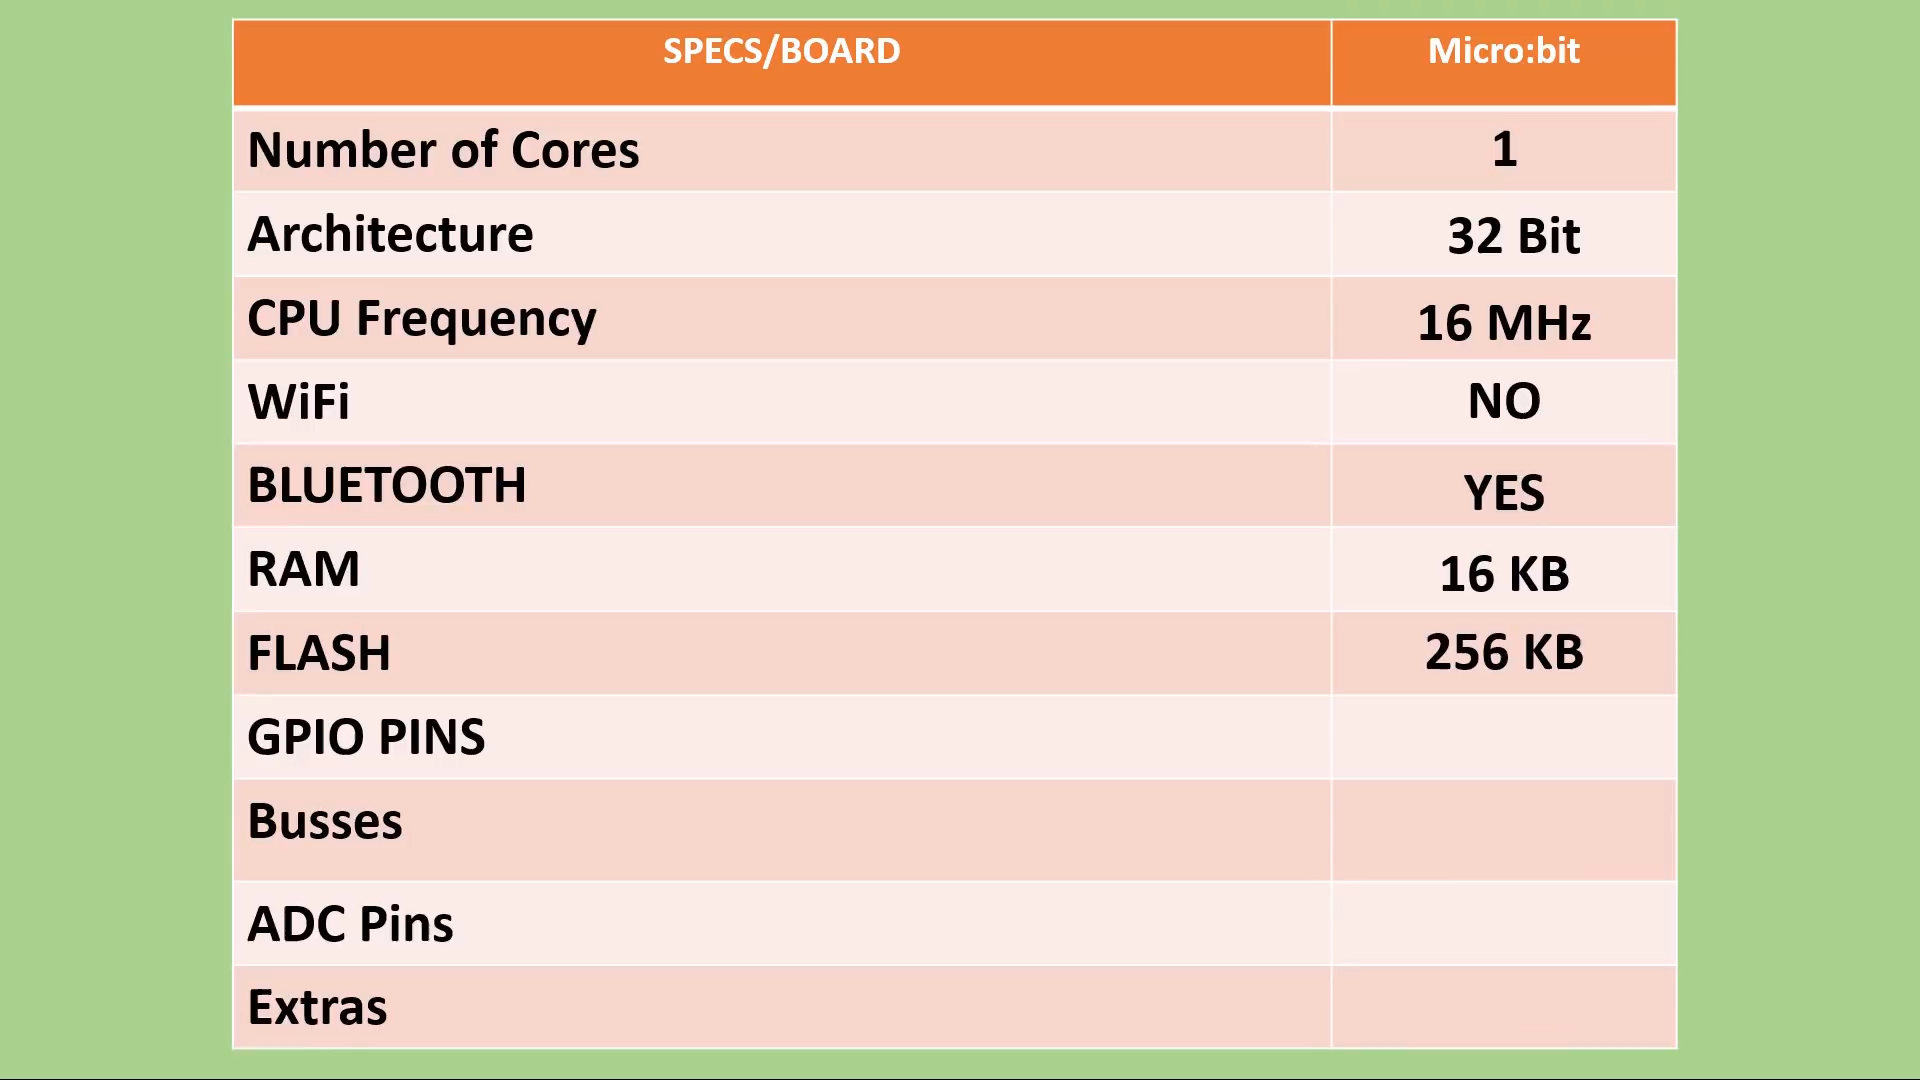 SPECS/BOARD Micro:bit
Number of Cores 1
Architecture 32 Bit
CPU Frequency 16 MHz
WiFi NO
BLUETOOTH YES
RAM 16 KB
FLASH 256 KB
GPIO PINS
Busses
ADC Pins
Extras